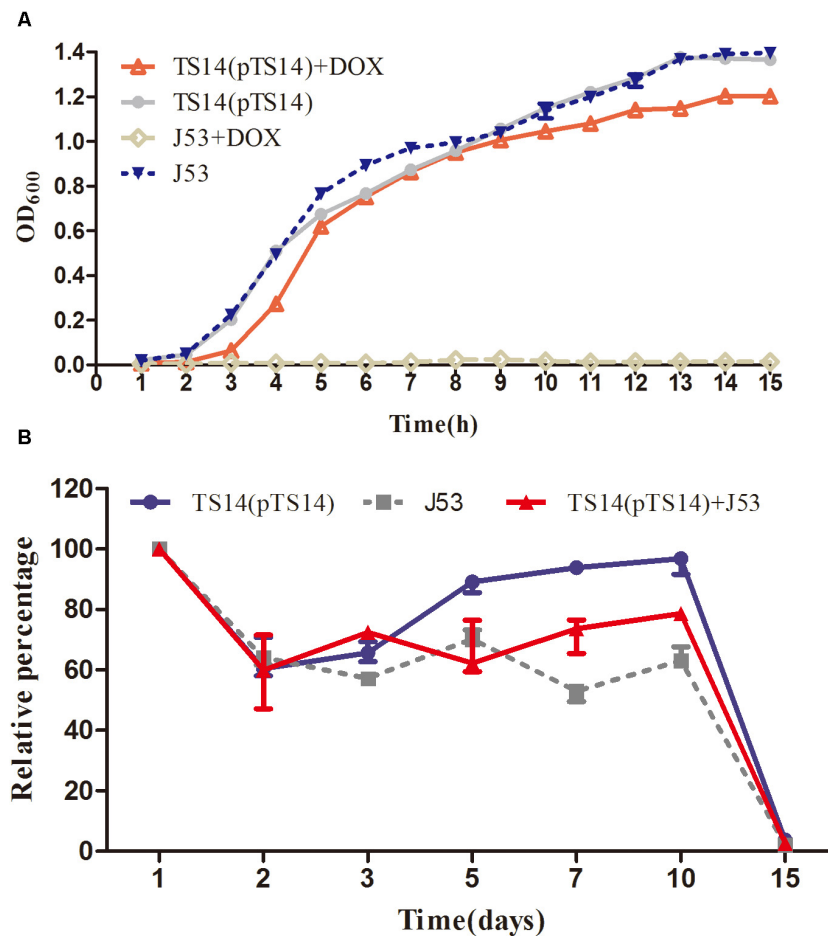 A
TS14(pTS14)+DOX
TS14(pTS14)
J53+DOX
J53
OD600
1.4
1.2
1.0
0.8
0.6
0.4
0.2
0.0
0 1 2 3 4 5 6 7 8 9 10 11 12 13 14 15
Time(h)
B
TS14(pTS14) J53 TS14(pTS14)+J53
Relative percentage
120
100
80
60
40
20
0
1 2 3 5 7 10 15
Time(days)